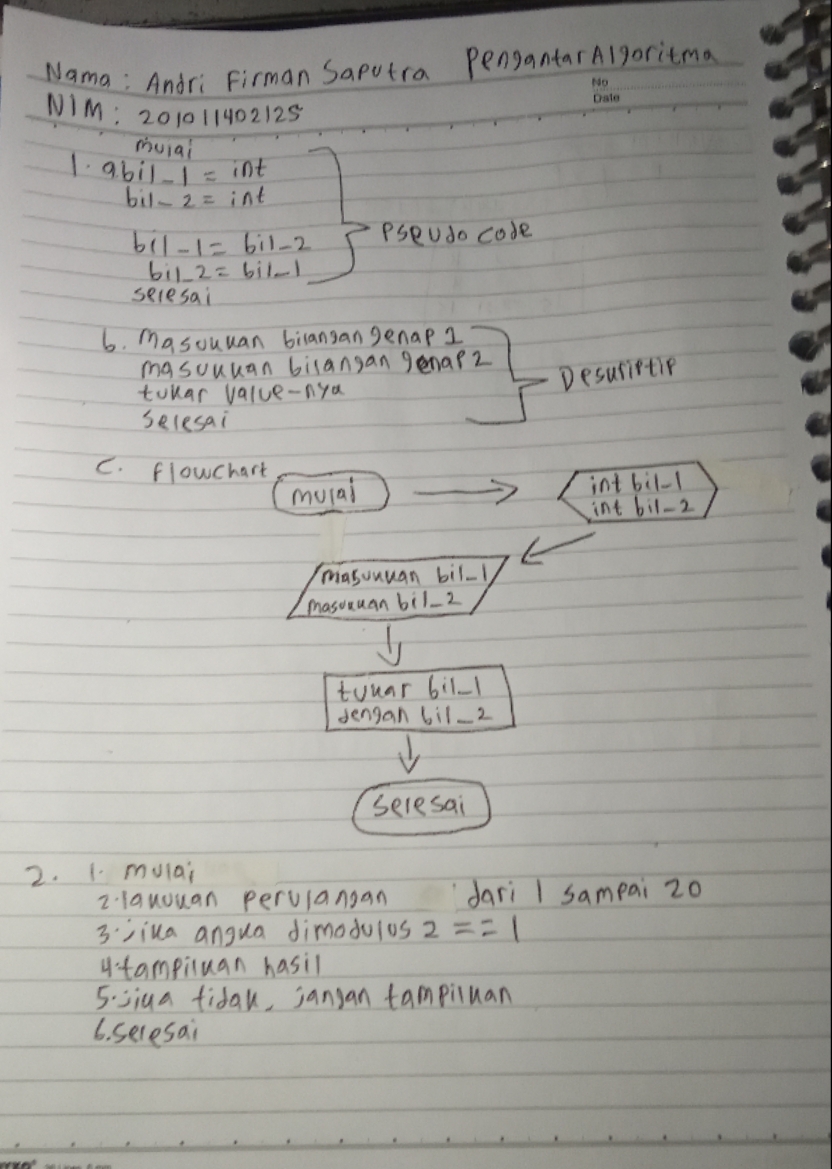 Nama : Andri Firman Saputra Pengantar Algoritma
No
Date
NIM : 201011402125
mulai
1. a bil_1 = int
bil_2 = int
bil_1 = bil_2
bil_2 = bil_1
selesai
Pseudo code
b. Masukkan bilangan genap 1
masukkan bilangan genap 2
tukar value-nya
selesai
Deskriptip
C. Flowchart
mulai
int bil_1
int bil_2
masukkan bil_1
masukkan bil_2
tukar bil_1
dengan bil_2
selesai
2. 1. mulai
2. lakukan perulangan dari 1 sampai 20
3. jika angka dimodulus 2 == 1
4. tampilkan hasil
5. jika tidak, jangan tampilkan
6. selesai